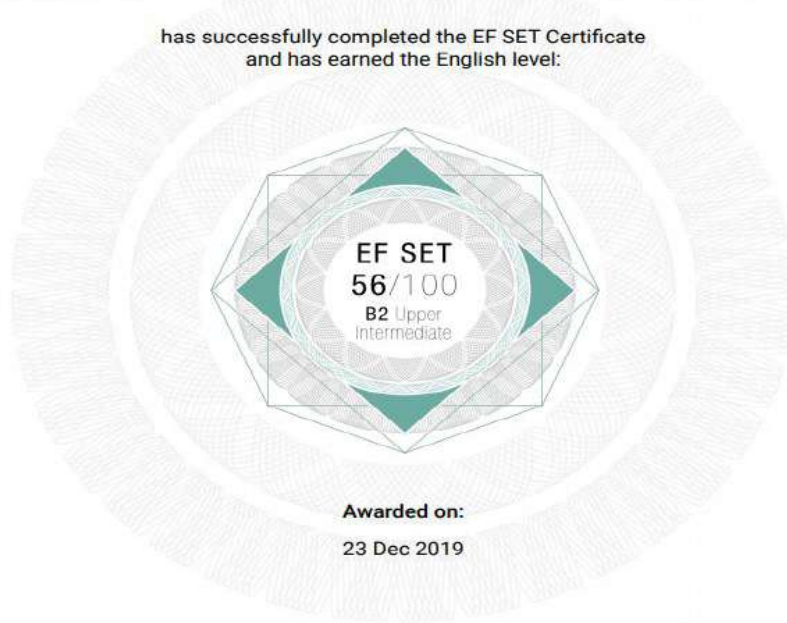 has successfully completed the EF SET Certificate
and has earned the English level:
EF SET
56/100
B2 Upper
Intermediate
Awarded on:
23 Dec 2019